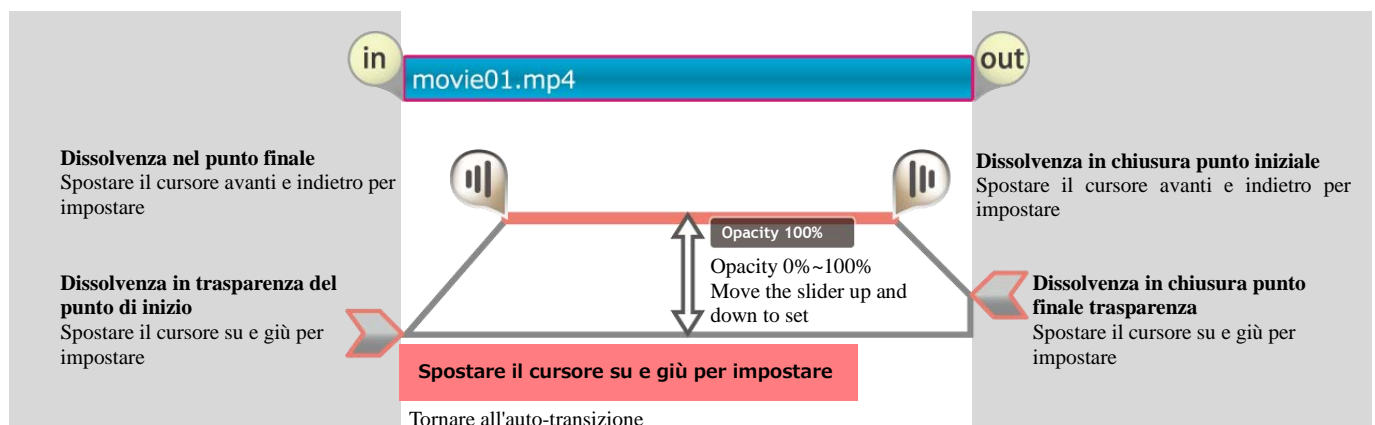 in
out
movie01.mp4
Dissolvenza nel punto finale
Spostare il cursore avanti e indietro per
impostare
Dissolvenza in chiusura punto iniziale
Spostare il cursore avanti e indietro per
impostare
Opacity 100%
Opacity 0%~100%
Move the slider up and
down to set
Dissolvenza in trasparenza del
punto di inizio
Spostare il cursore su e giù per
impostare
Dissolvenza in chiusura punto
finale trasparenza
Spostare il cursore su e giù per
impostare
Spostare il cursore su e giù per impostare
Tornare all'auto-transizione